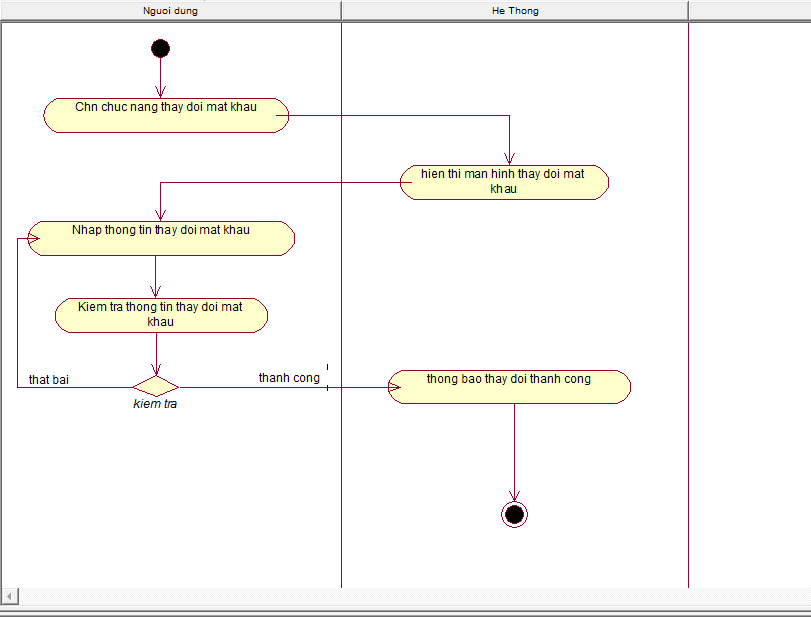 Nguoi dung
He Thong
Chn chuc nang thay doi mat khau
hien thi man hinh thay doi mat
khau
Nhap thong tin thay doi mat khau
Kiem tra thong tin thay doi mat
khau
that bai
thanh cong
thong bao thay doi thanh cong
kiem tra